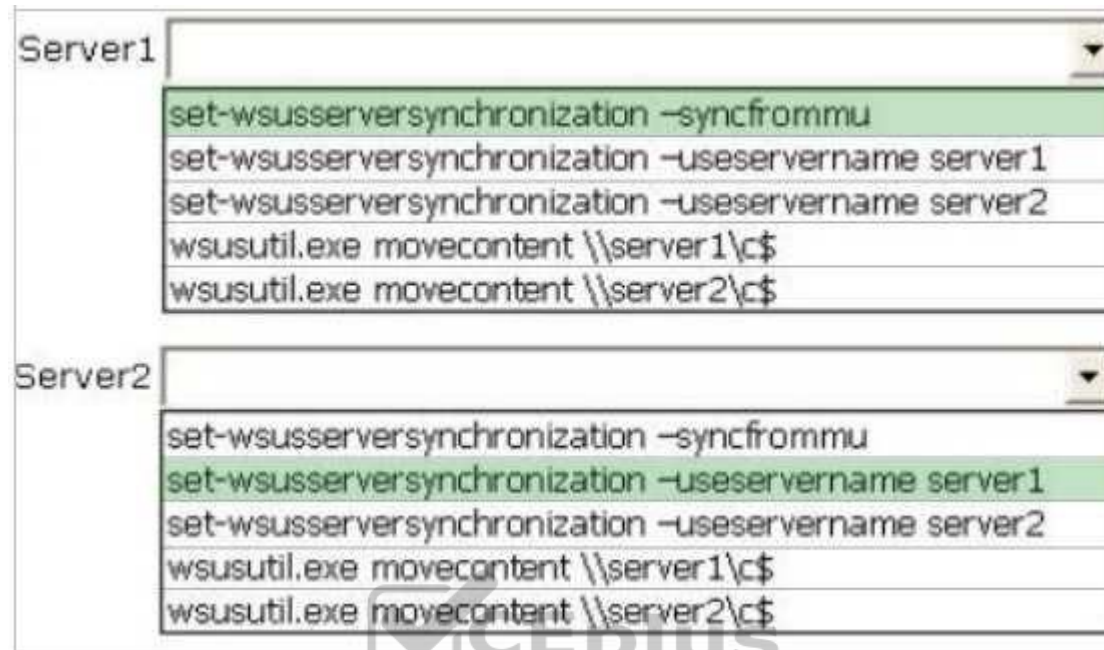 Server1
set-wsusserversynchronization –syncfrommu
set-wsusserversynchronization –useservername server1
set-wsusserversynchronization –useservername server2
wsusutil.exe movecontent \\server1\c$
wsusutil.exe movecontent \\server2\c$
Server2
set-wsusserversynchronization –syncfrommu
set-wsusserversynchronization –useservername server1
set-wsusserversynchronization –useservername server2
wsusutil.exe movecontent \\server1\c$
wsusutil.exe movecontent \\server2\c$